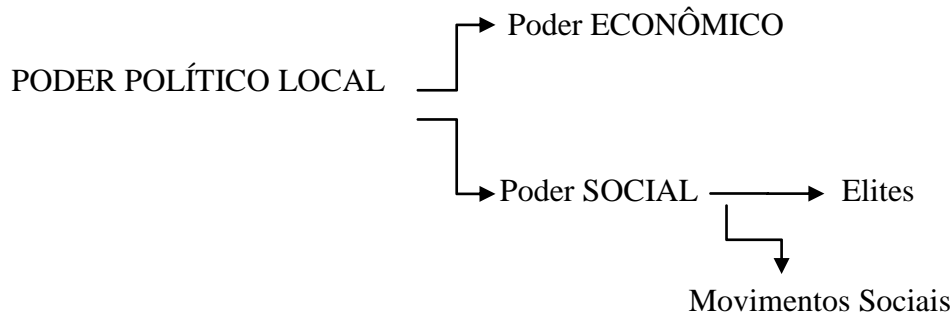 Poder ECONÔMICO
PODER POLÍTICO LOCAL
Poder SOCIAL
Elites
Movimentos Sociais